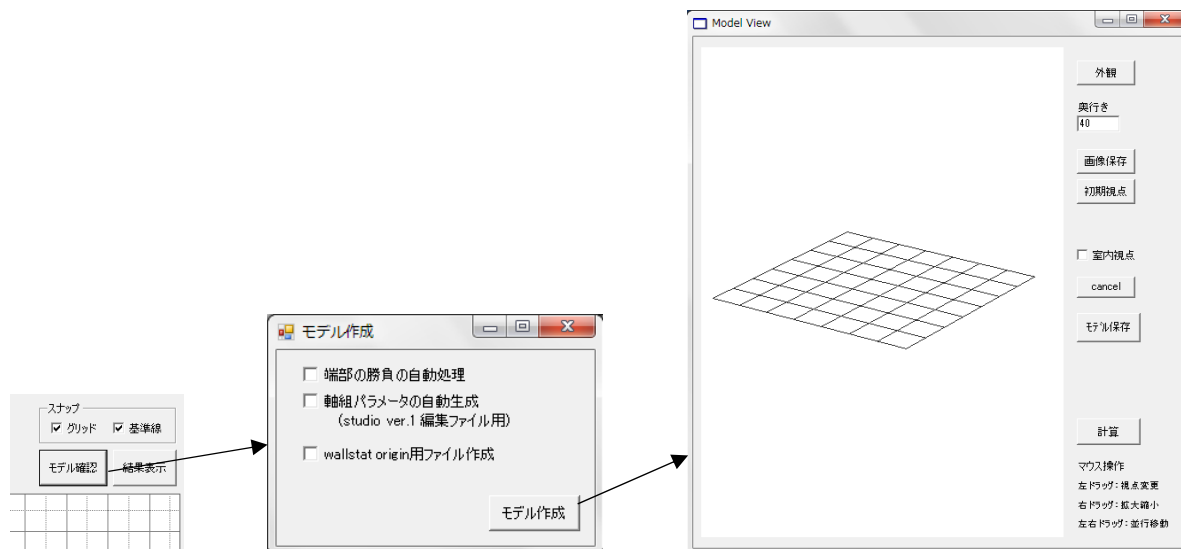 スナップ
グリッド 基準線
モデル確認 結果表示
モデル作成
端部の勝負の自動処理
軸組パラメータの自動生成
(studio ver.1 編集ファイル用)
wallstat origin用ファイル作成
モデル作成
Model View
外観
奥行き
40
画像保存
初期視点
室内視点
cancel
ﾓﾃﾞﾙ保存
計算
マウス操作
左ﾄﾞﾗｯｸﾞ：視点変更
右ﾄﾞﾗｯｸﾞ：拡大縮小
左右ﾄﾞﾗｯｸﾞ：並行移動